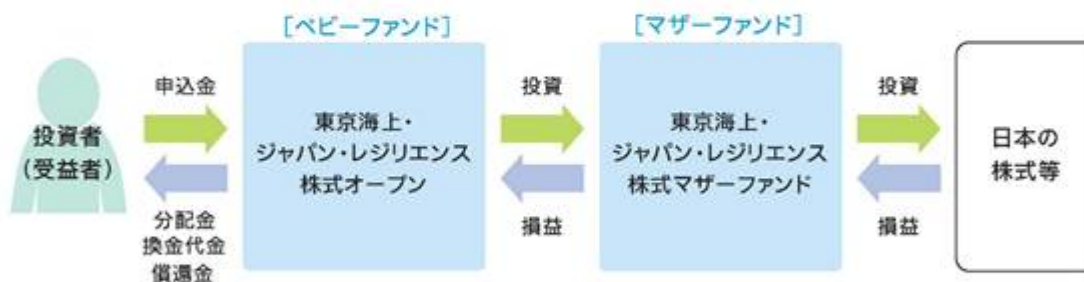 [ベビーファンド]
[マザーファンド]
投資者
(受益者)
申込金
分配金
換金代金
償還金
東京海上・
ジャパン・レジリエンス
株式オープン
投資
損益
東京海上・
ジャパン・レジリエンス
株式マザーファンド
投資
損益
日本の
株式等